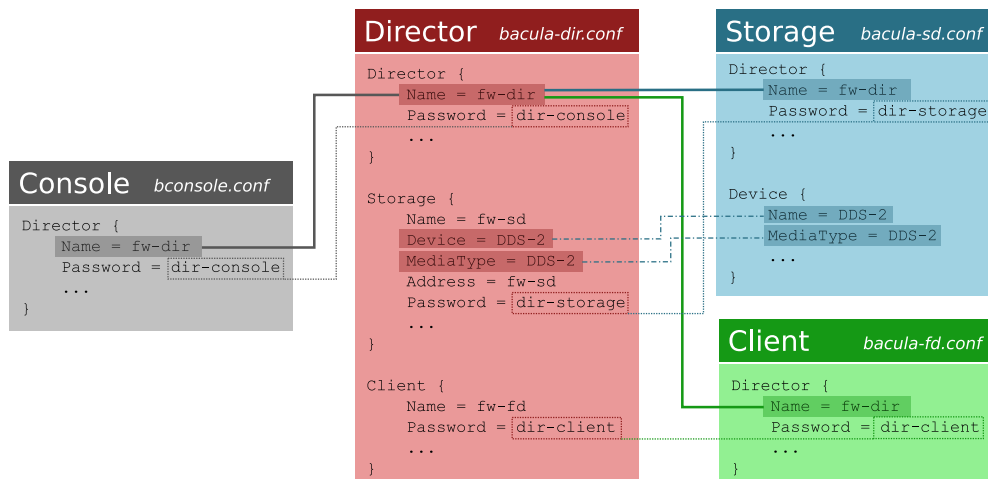 Console bconsole.conf
Director {
Name = fw-dir
Password = dir-console
...
}
Director bacula-dir.conf
Director {
Name = fw-dir
Password = dir-console
...
}
Storage {
Name = fw-sd
Device = DDS-2
MediaType = DDS-2
Address = fw-sd
Password = dir-storage
...
}
Client {
Name = fw-fd
Password = dir-client
...
}
Storage bacula-sd.conf
Director {
Name = fw-dir
Password = dir-storage
...
}
Device {
Name = DDS-2
MediaType = DDS-2
...
}
Client bacula-fd.conf
Director {
Name = fw-dir
Password = dir-client
...
}